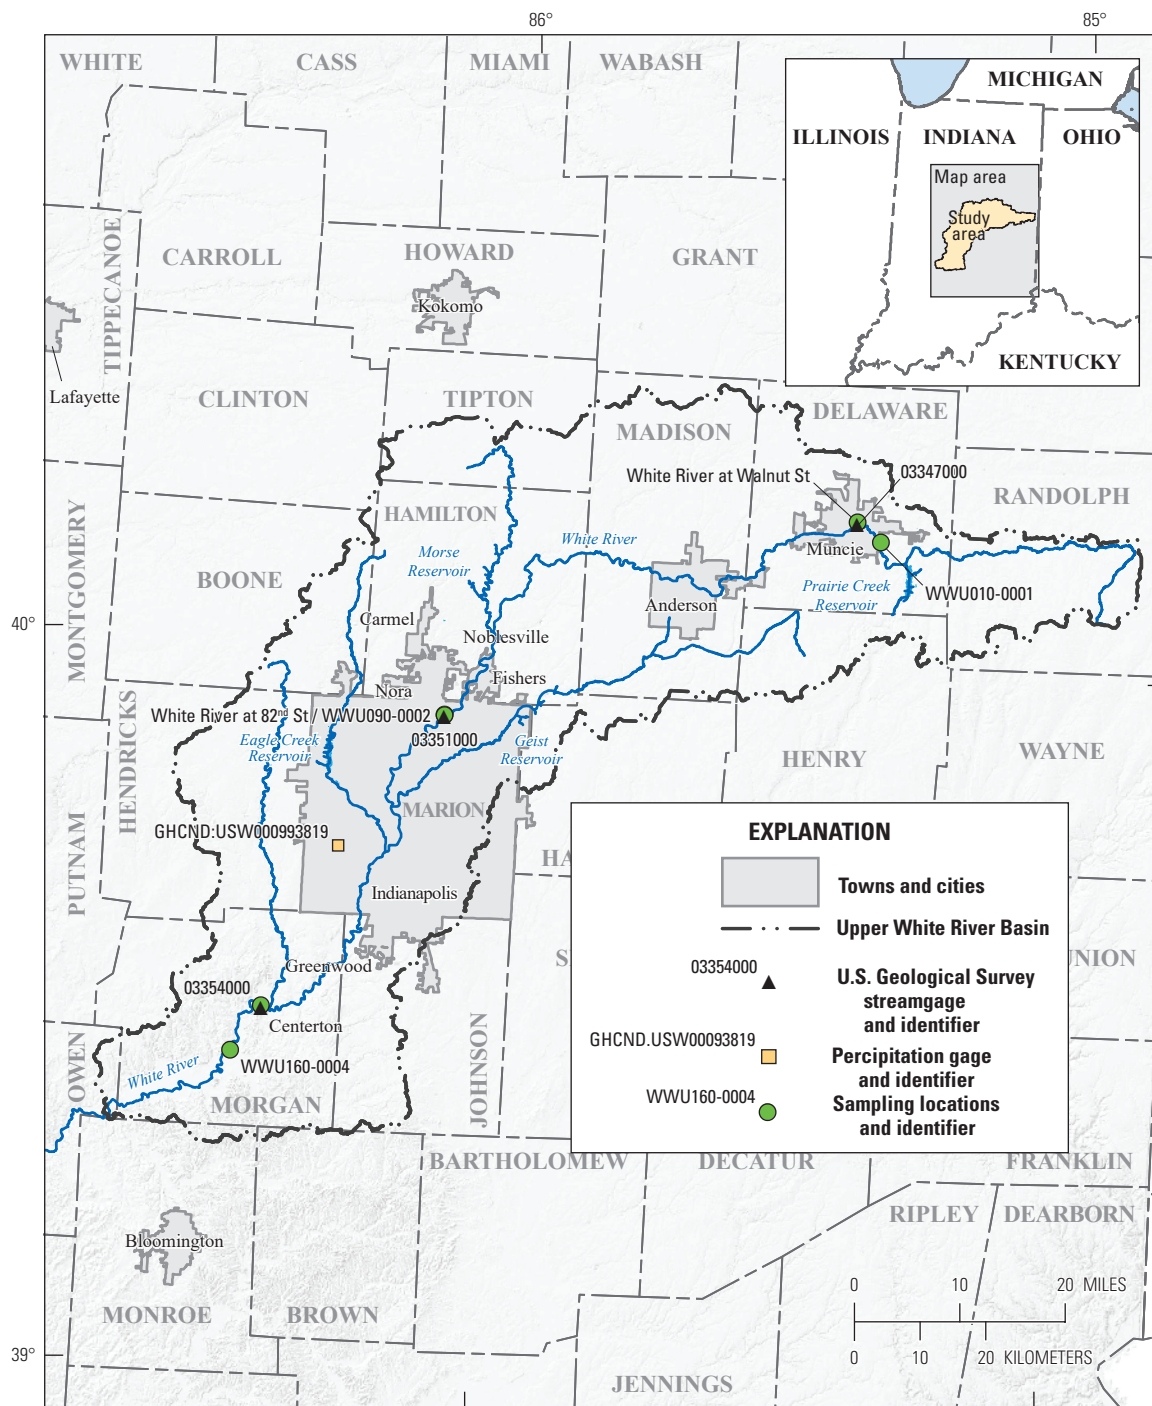 86°
85°
WHITE
CASS
MIAMI
WABASH
MICHIGAN
ILLINOIS
INDIANA
OHIO
Map area
Study
area
KENTUCKY
TIPPECANOE
CARROLL
HOWARD
GRANT
Kokomo
Lafayette
CLINTON
TIPTON
MADISON
DELAWARE
White River at Walnut St
03347000
RANDOLPH
MONTGOMERY
HAMILTON
White River
Muncie
Morse
Reservoir
BOONE
Prairie Creek
Reservoir
WWU010-0001
Anderson
40°
Carmel
Noblesville
Fishers
Nora
White River at 82nd St / WWU090-0002
03351000
Eagle Creek
Reservoir
Geist
Reservoir
HENDRICKS
HENRY
WAYNE
MARION
GHCND:USW000993819
PUTNAM
HA
Indianapolis
EXPLANATION
Towns and cities
Upper White River Basin
03354000
U.S. Geological Survey
streamgage
and identifier
GHCND.USW00093819
Percipitation gage
and identifier
WWU160-0004
Sampling locations
and identifier
S
UNION
Greenwood
03354000
Centerton
WWU160-0004
OWEN
White River
MORGAN
JOHNSON
BARTHOLOMEW
DECATUR
FRANKLIN
RIPLEY
DEARBORN
Bloomington
MONROE
BROWN
0 10 20 MILES
0 10 20 KILOMETERS
39°
JENNINGS